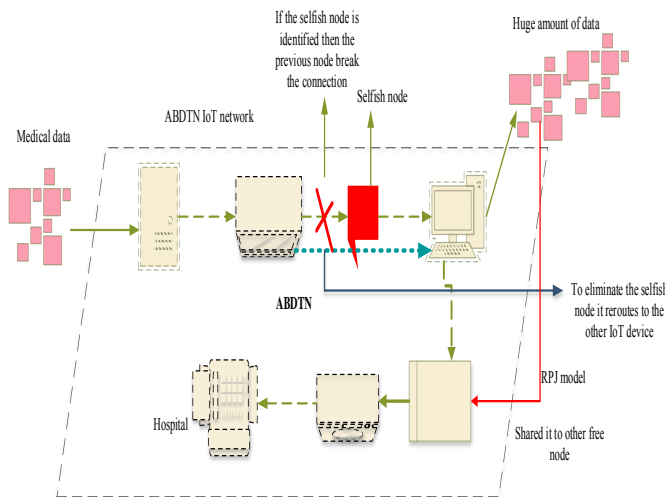 If the selfish node is
identified then the
previous node break
the connection
Huge amount of data
Selfish node
ABDTN IoT network
Medical data
ABDTN
To eliminate the selfish
node it reroutes to the
other IoT device
RPJ model
Hospital
Shared it to other free
node